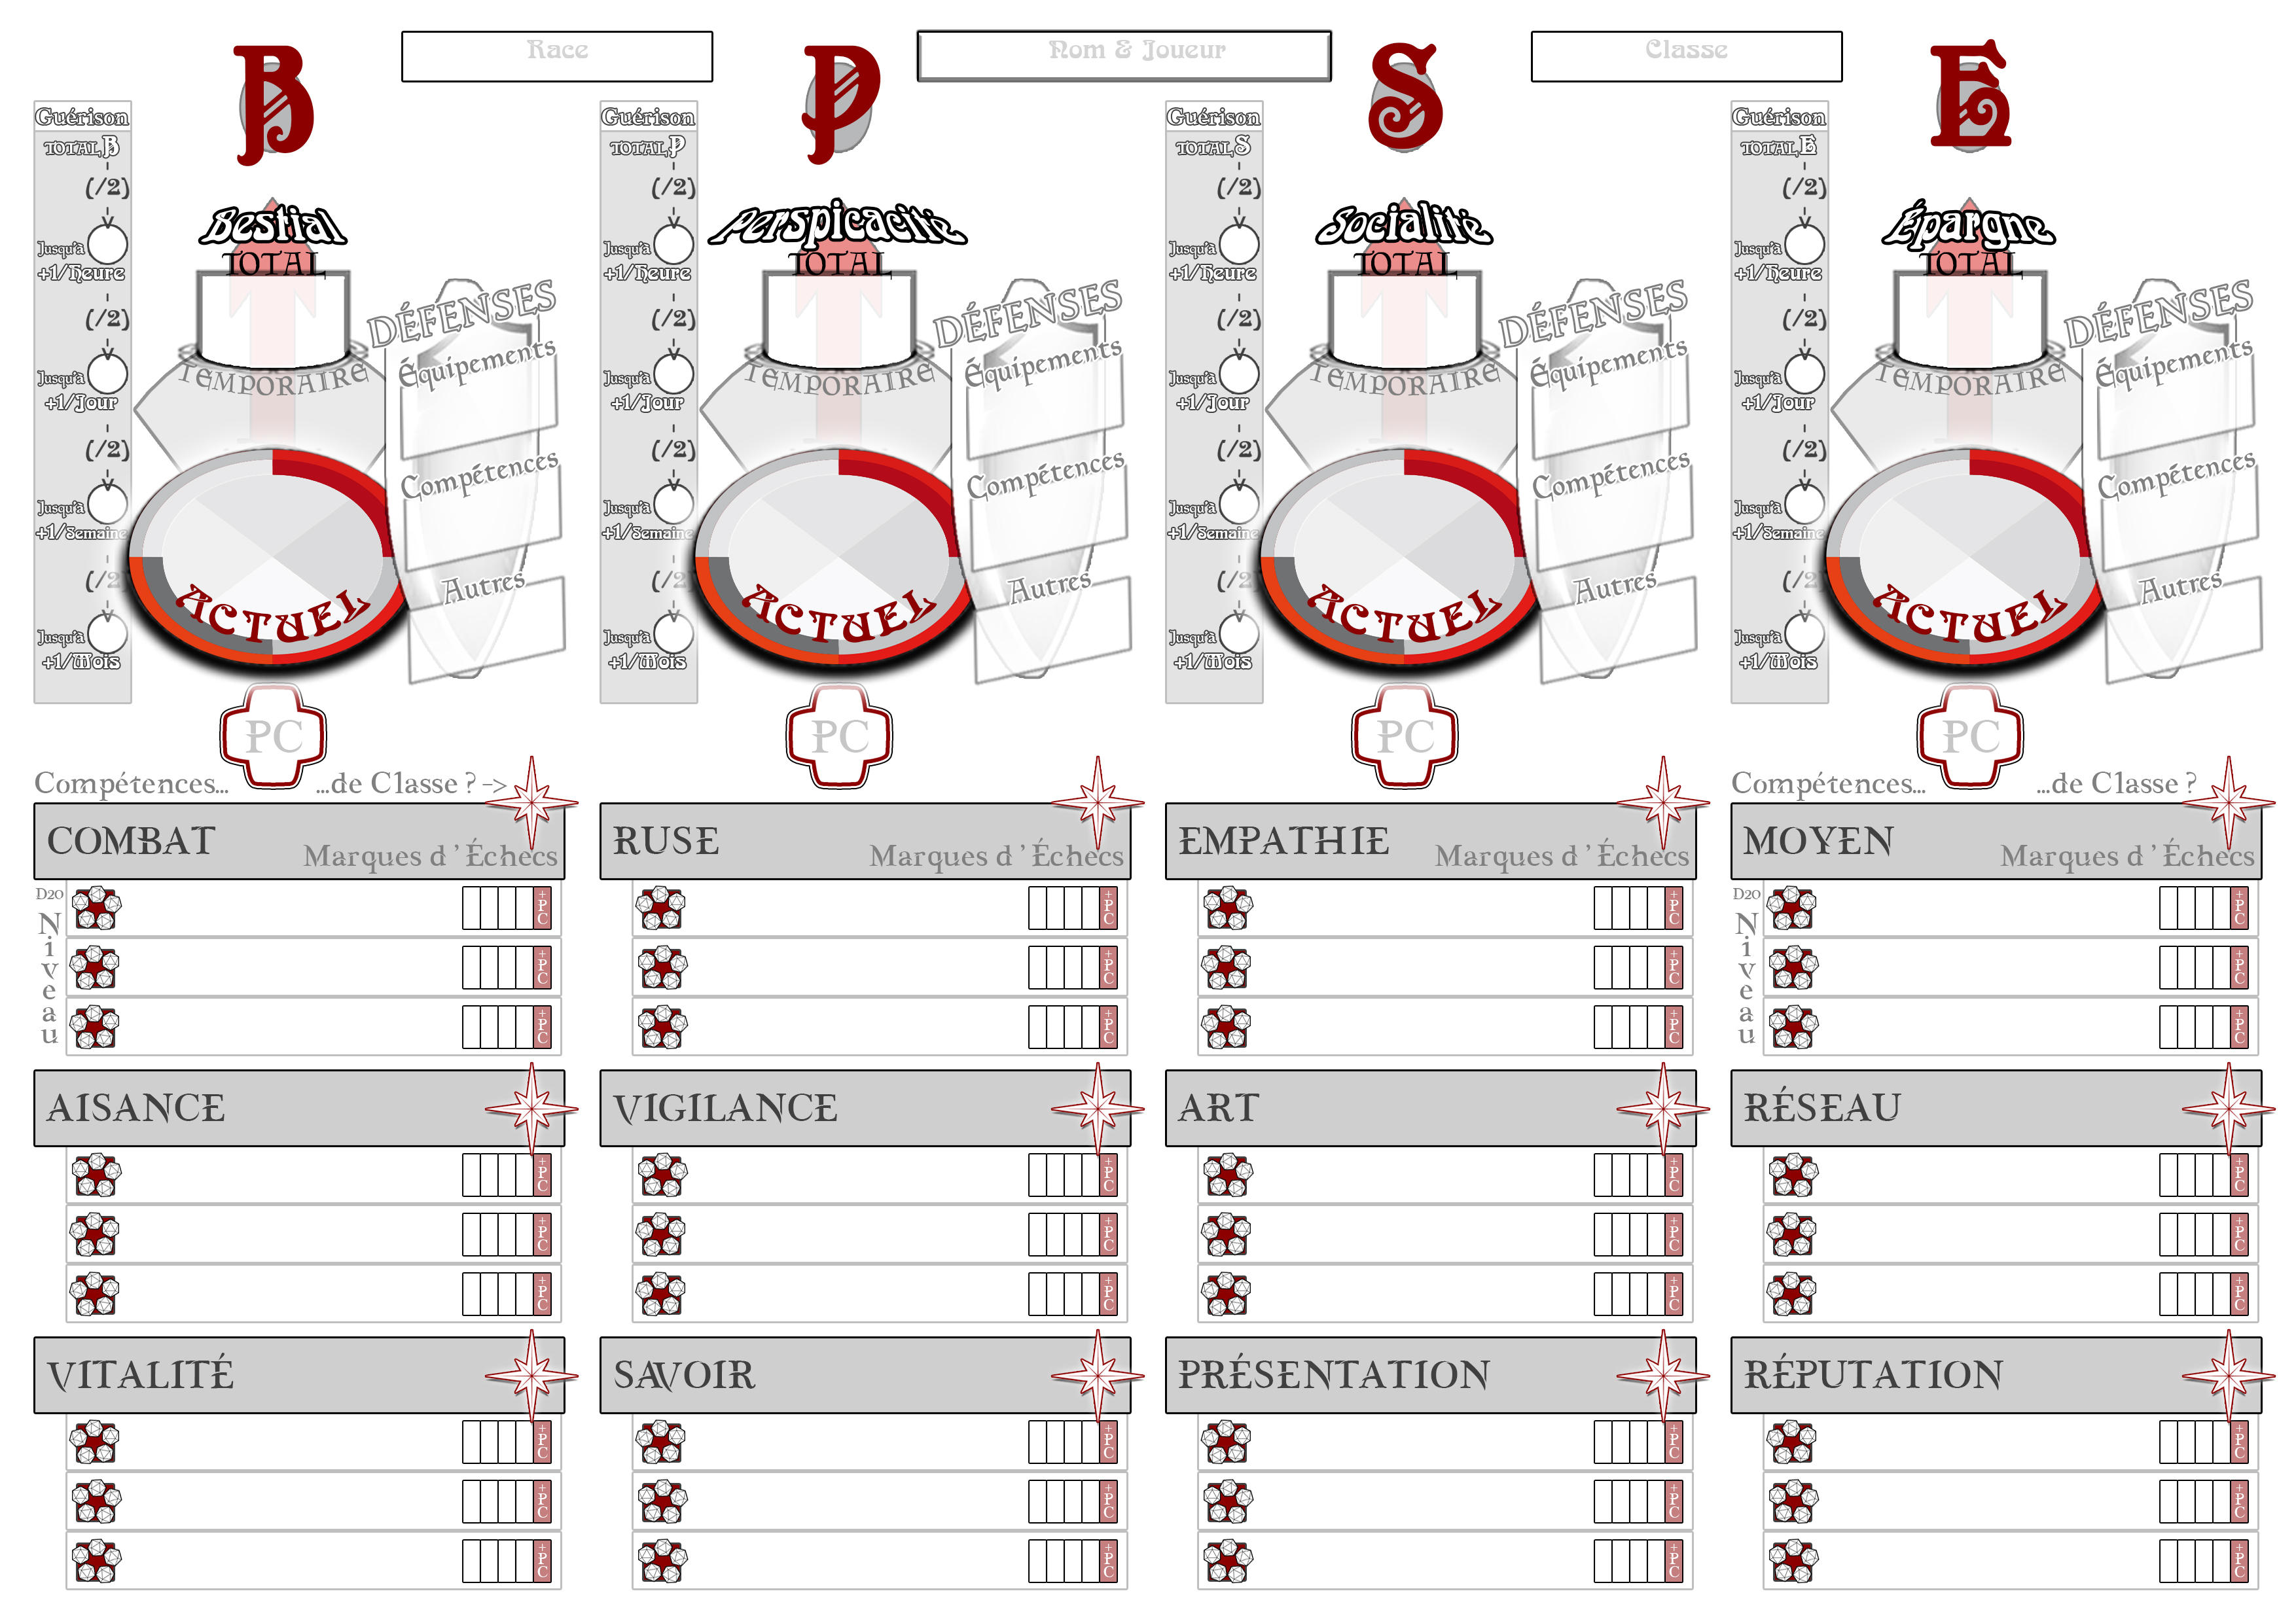 Race
Nom & Joueur
Classe
B
P
S
E
Guérison
TOTAL B
(/2)
Jusqu'à
+1/Heure
(/2)
Jusqu'à
+1/Jour
(/2)
Jusqu'à
+1/Semaine
(/2)
Jusqu'à
+1/Mois
Bestial
TOTAL
TEMPORAIRE
ACTUEL
DÉFENSES
Équipements
Compétences
Autres
PC
Guérison
TOTAL P
(/2)
Jusqu'à
+1/Heure
(/2)
Jusqu'à
+1/Jour
(/2)
Jusqu'à
+1/Semaine
(/2)
Jusqu'à
+1/Mois
Perspicacité
TOTAL
TEMPORAIRE
ACTUEL
DÉFENSES
Équipements
Compétences
Autres
PC
Guérison
TOTAL S
(/2)
Jusqu'à
+1/Heure
(/2)
Jusqu'à
+1/Jour
(/2)
Jusqu'à
+1/Semaine
(/2)
Jusqu'à
+1/Mois
Socialité
TOTAL
TEMPORAIRE
ACTUEL
DÉFENSES
Équipements
Compétences
Autres
PC
Guérison
TOTAL E
(/2)
Jusqu'à
+1/Heure
(/2)
Jusqu'à
+1/Jour
(/2)
Jusqu'à
+1/Semaine
(/2)
Jusqu'à
+1/Mois
Épargne
TOTAL
TEMPORAIRE
ACTUEL
DÉFENSES
Équipements
Compétences
Autres
PC
Compétences... ...de Classe ? ->
COMBAT
Marques d'Échecs
D20
Niveau
+PC
+PC
+PC
AISANCE
+PC
+PC
+PC
VITALITÉ
+PC
+PC
+PC
RUSE
Marques d'Échecs
+PC
+PC
+PC
VIGILANCE
+PC
+PC
+PC
SAVOIR
+PC
+PC
+PC
EMPATHIE
Marques d'Échecs
+PC
+PC
+PC
ART
+PC
+PC
+PC
PRÉSENTATION
+PC
+PC
+PC
Compétences... ...de Classe ?
MOYEN
Marques d'Échecs
D20
Niveau
+PC
+PC
+PC
RÉSEAU
+PC
+PC
+PC
RÉPUTATION
+PC
+PC
+PC